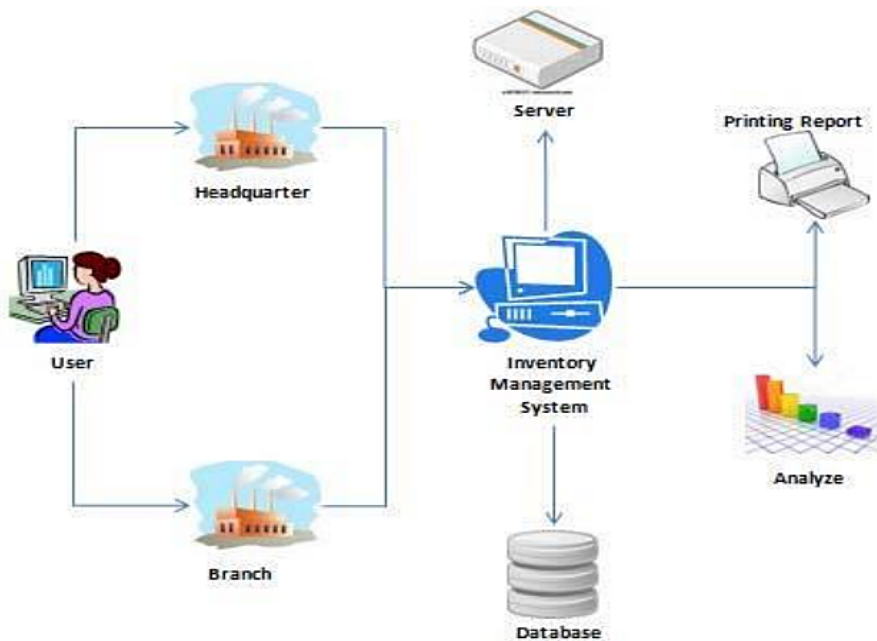 Server
Printing Report
Headquarter
User
Inventory
Management
System
Analyze
Branch
Database